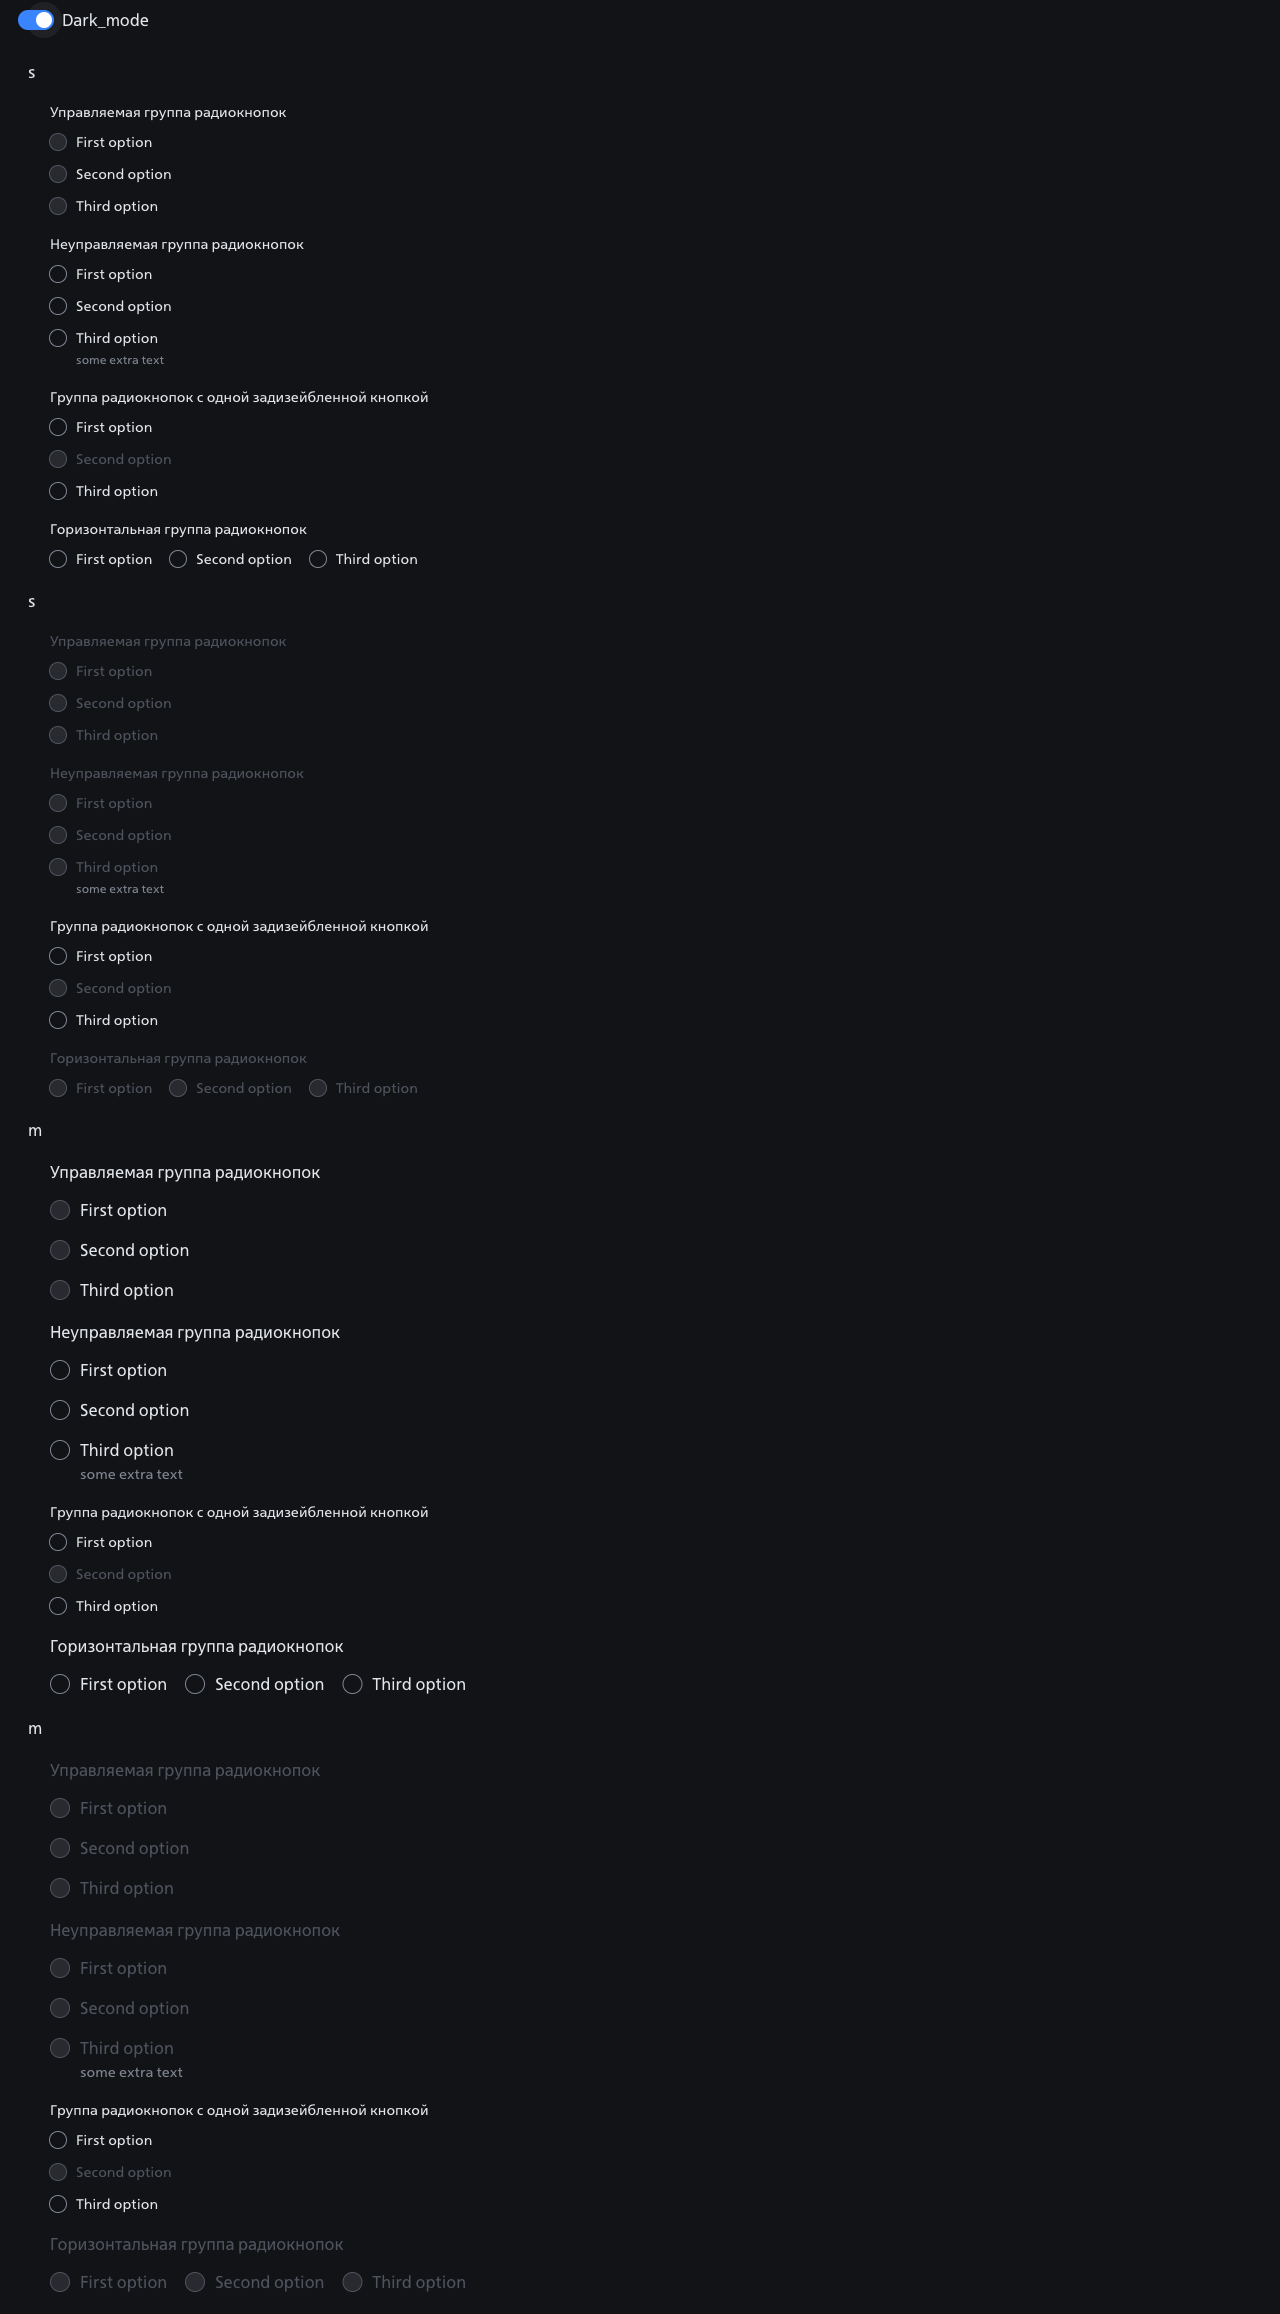 Dark_mode
s
Управляемая группа радиокнопок
First option
Second option
Third option
Неуправляемая группа радиокнопок
First option
Second option
Third option
some extra text
Группа радиокнопок с одной задизейбленной кнопкой
First option
Second option
Third option
Горизонтальная группа радиокнопок
First option Second option Third option
s
Управляемая группа радиокнопок
First option
Second option
Third option
Неуправляемая группа радиокнопок
First option
Second option
Third option
some extra text
Группа радиокнопок с одной задизейбленной кнопкой
First option
Second option
Third option
Горизонтальная группа радиокнопок
First option Second option Third option
m
Управляемая группа радиокнопок
First option
Second option
Third option
Неуправляемая группа радиокнопок
First option
Second option
Third option
some extra text
Группа радиокнопок с одной задизейбленной кнопкой
First option
Second option
Third option
Горизонтальная группа радиокнопок
First option Second option Third option
m
Управляемая группа радиокнопок
First option
Second option
Third option
Неуправляемая группа радиокнопок
First option
Second option
Third option
some extra text
Группа радиокнопок с одной задизейбленной кнопкой
First option
Second option
Third option
Горизонтальная группа радиокнопок
First option Second option Third option